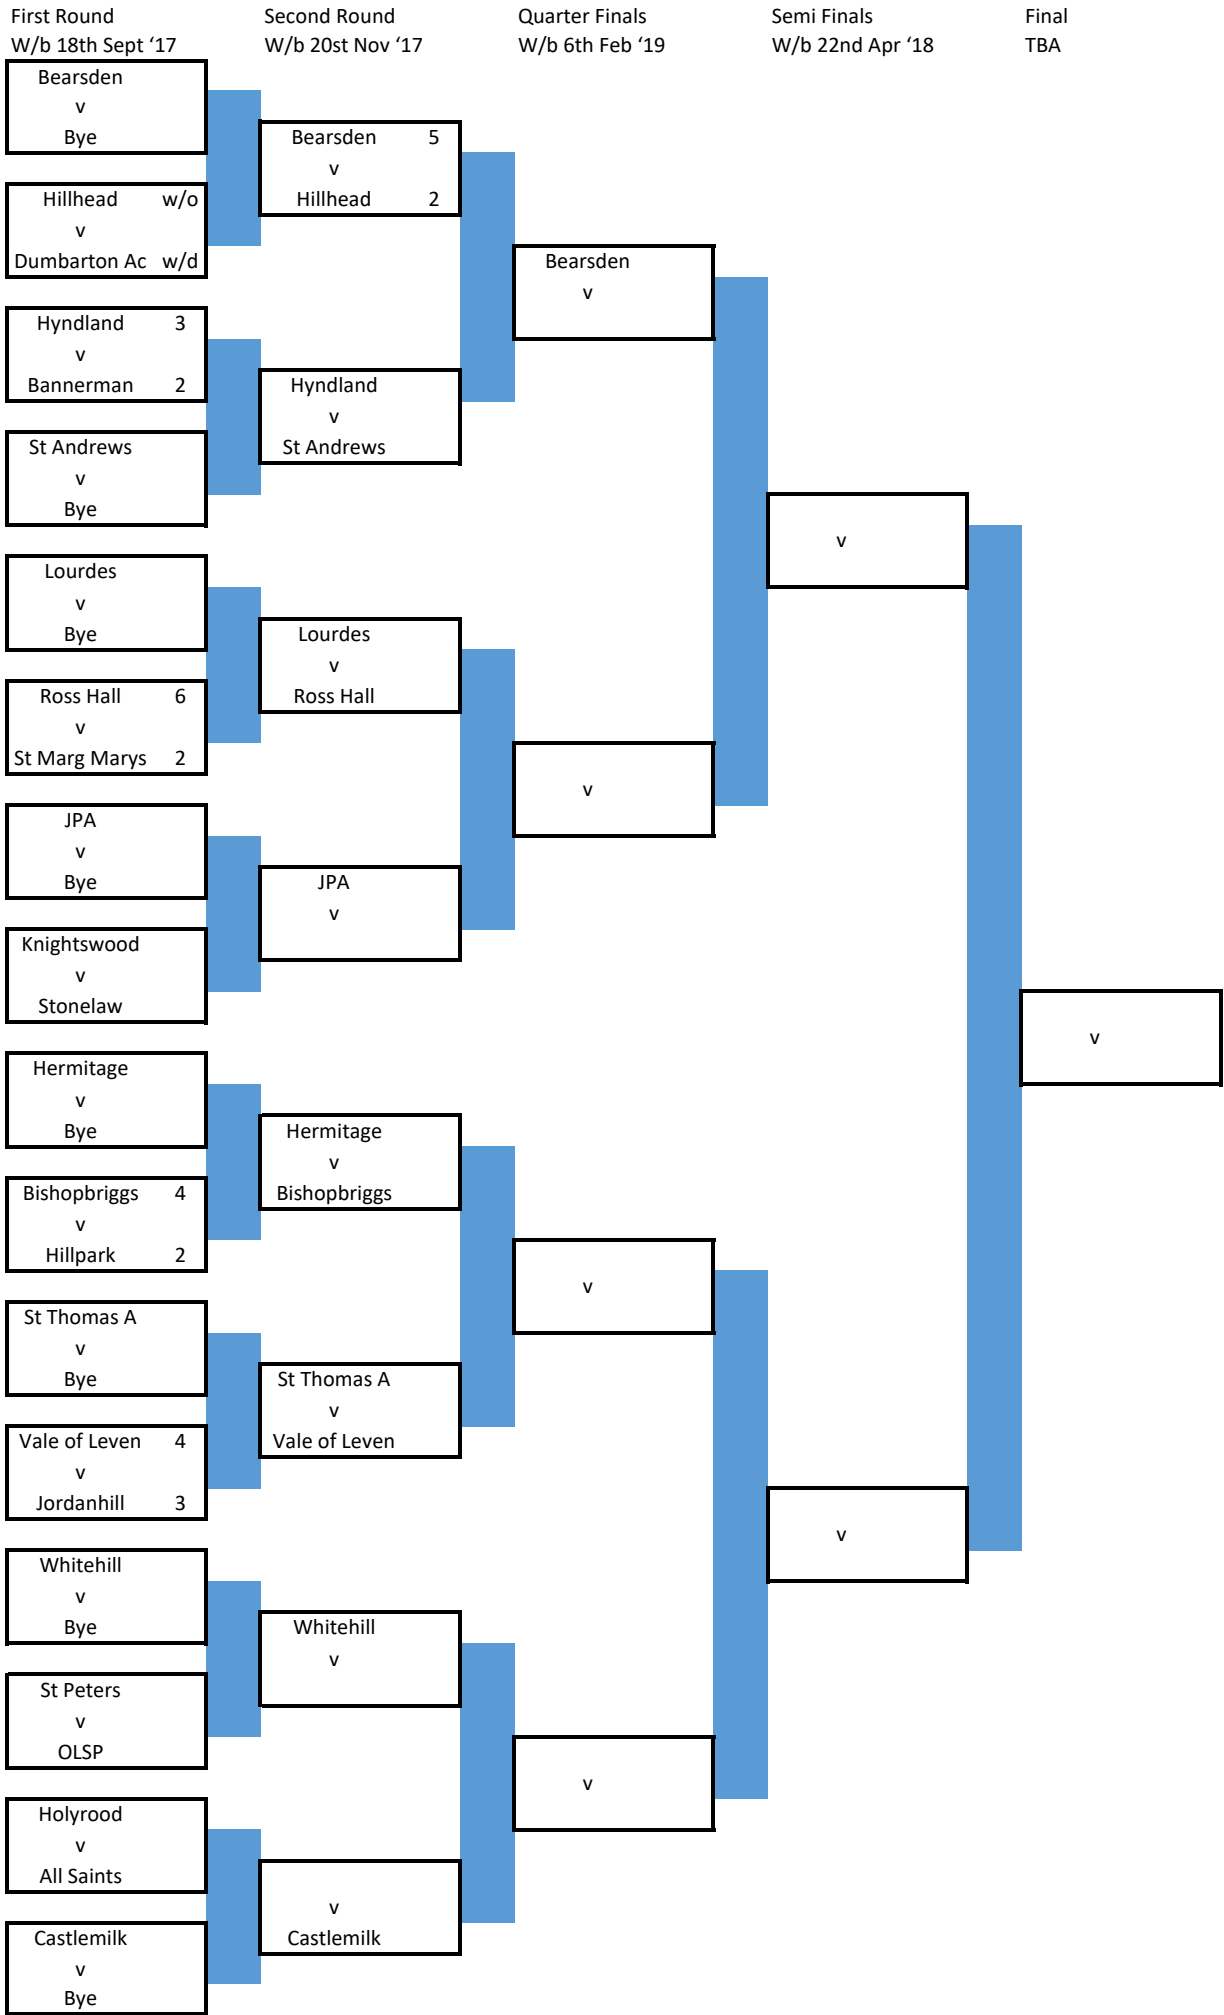 First Round
W/b 18th Sept ‘17
Second Round
W/b 20st Nov ‘17
Quarter Finals
W/b 6th Feb ‘19
Semi Finals
W/b 22nd Apr ‘18
Final
TBA
Bearsden
v
Bye
Hillhead w/o
v
Dumbarton Ac w/d
Hyndland 3
v
Bannerman 2
St Andrews
v
Bye
Lourdes
v
Bye
Ross Hall 6
v
St Marg Marys 2
JPA
v
Bye
Knightswood
v
Stonelaw
Hermitage
v
Bye
Bishopbriggs 4
v
Hillpark 2
St Thomas A
v
Bye
Vale of Leven 4
v
Jordanhill 3
Whitehill
v
Bye
St Peters
v
OLSP
Holyrood
v
All Saints
Castlemilk
v
Bye
Bearsden 5
v
Hillhead 2
Hyndland
v
St Andrews
Lourdes
v
Ross Hall
JPA
v
Hermitage
v
Bishopbriggs
St Thomas A
v
Vale of Leven
Whitehill
v
v
Castlemilk
Bearsden
v
v
v
v
v
v
v